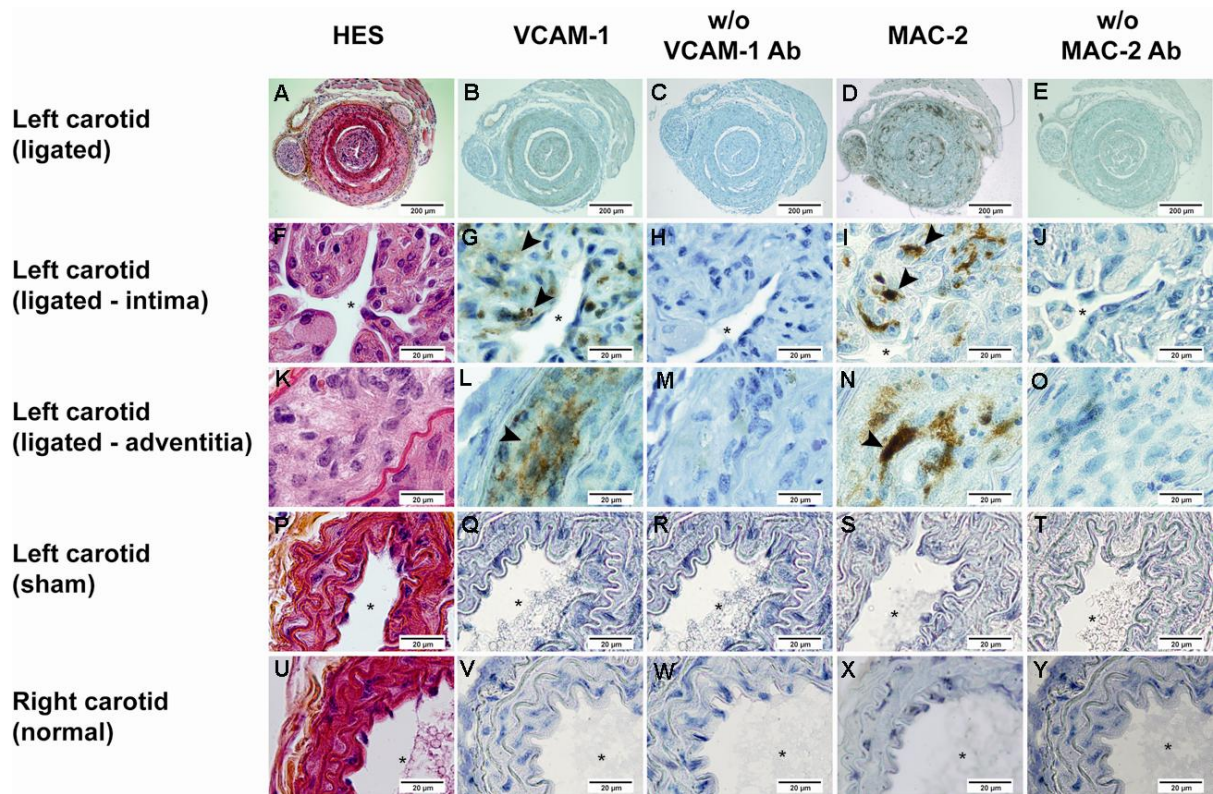 HES
VCAM-1
w/o
VCAM-1 Ab
MAC-2
w/o
MAC-2 Ab
Left carotid
(ligated)
A
B
C
D
E
200 µm
200 µm
200 µm
200 µm
200 µm
Left carotid
(ligated - intima)
F
G
H
I
J
*
*
*
*
*
20 µm
20 µm
20 µm
20 µm
20 µm
Left carotid
(ligated - adventitia)
K
L
M
N
O
20 µm
20 µm
20 µm
20 µm
20 µm
Left carotid
(sham)
P
Q
R
S
T
*
*
*
*
*
20 µm
20 µm
20 µm
20 µm
20 µm
Right carotid
(normal)
U
V
W
X
Y
*
*
*
*
*
20 µm
20 µm
20 µm
20 µm
20 µm